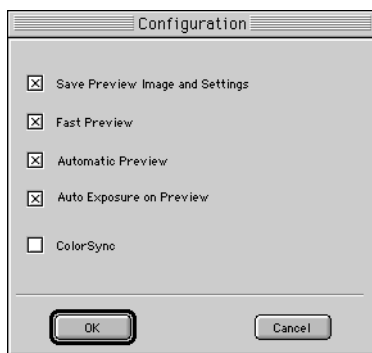 Configuration
Save Preview Image and Settings
Fast Preview
Automatic Preview
Auto Exposure on Preview
ColorSync
OK
Cancel